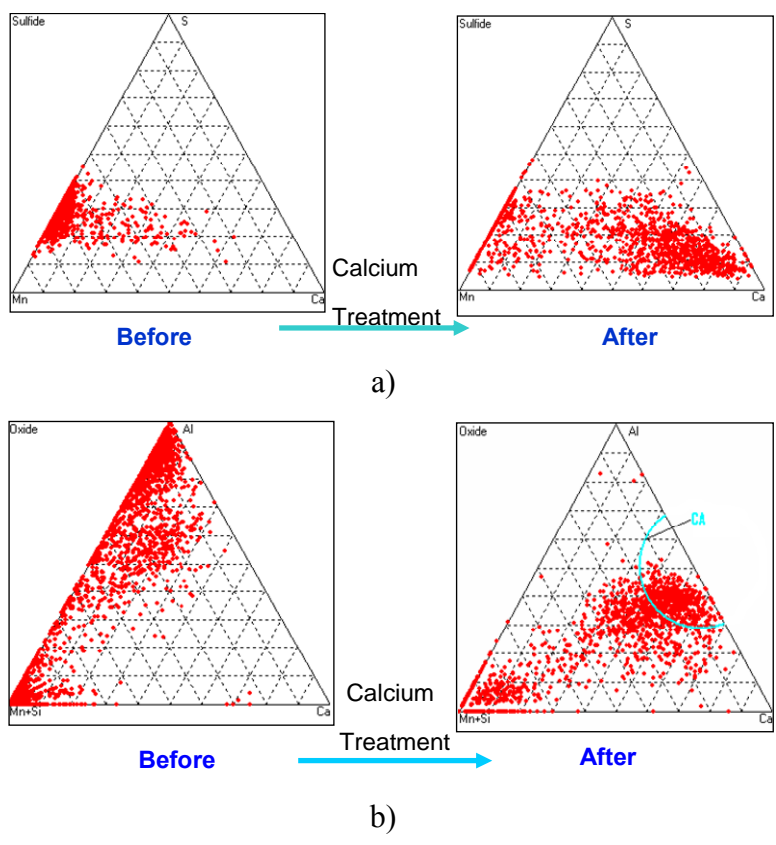 Sulfide
S
Mn
Ca
Before
Calcium
Treatment
Sulfide
S
Mn
Ca
After
a)
Oxide
Al
Mn+Si
Ca
Before
Calcium
Treatment
Oxide
Al
CA
Mn+Si
Ca
After
b)